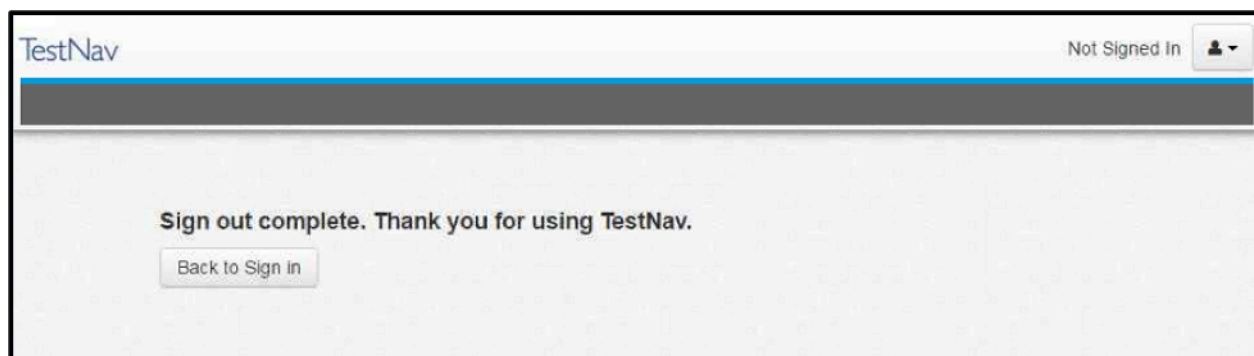 TestNav
Not Signed In
Sign out complete. Thank you for using TestNav.
Back to Sign in